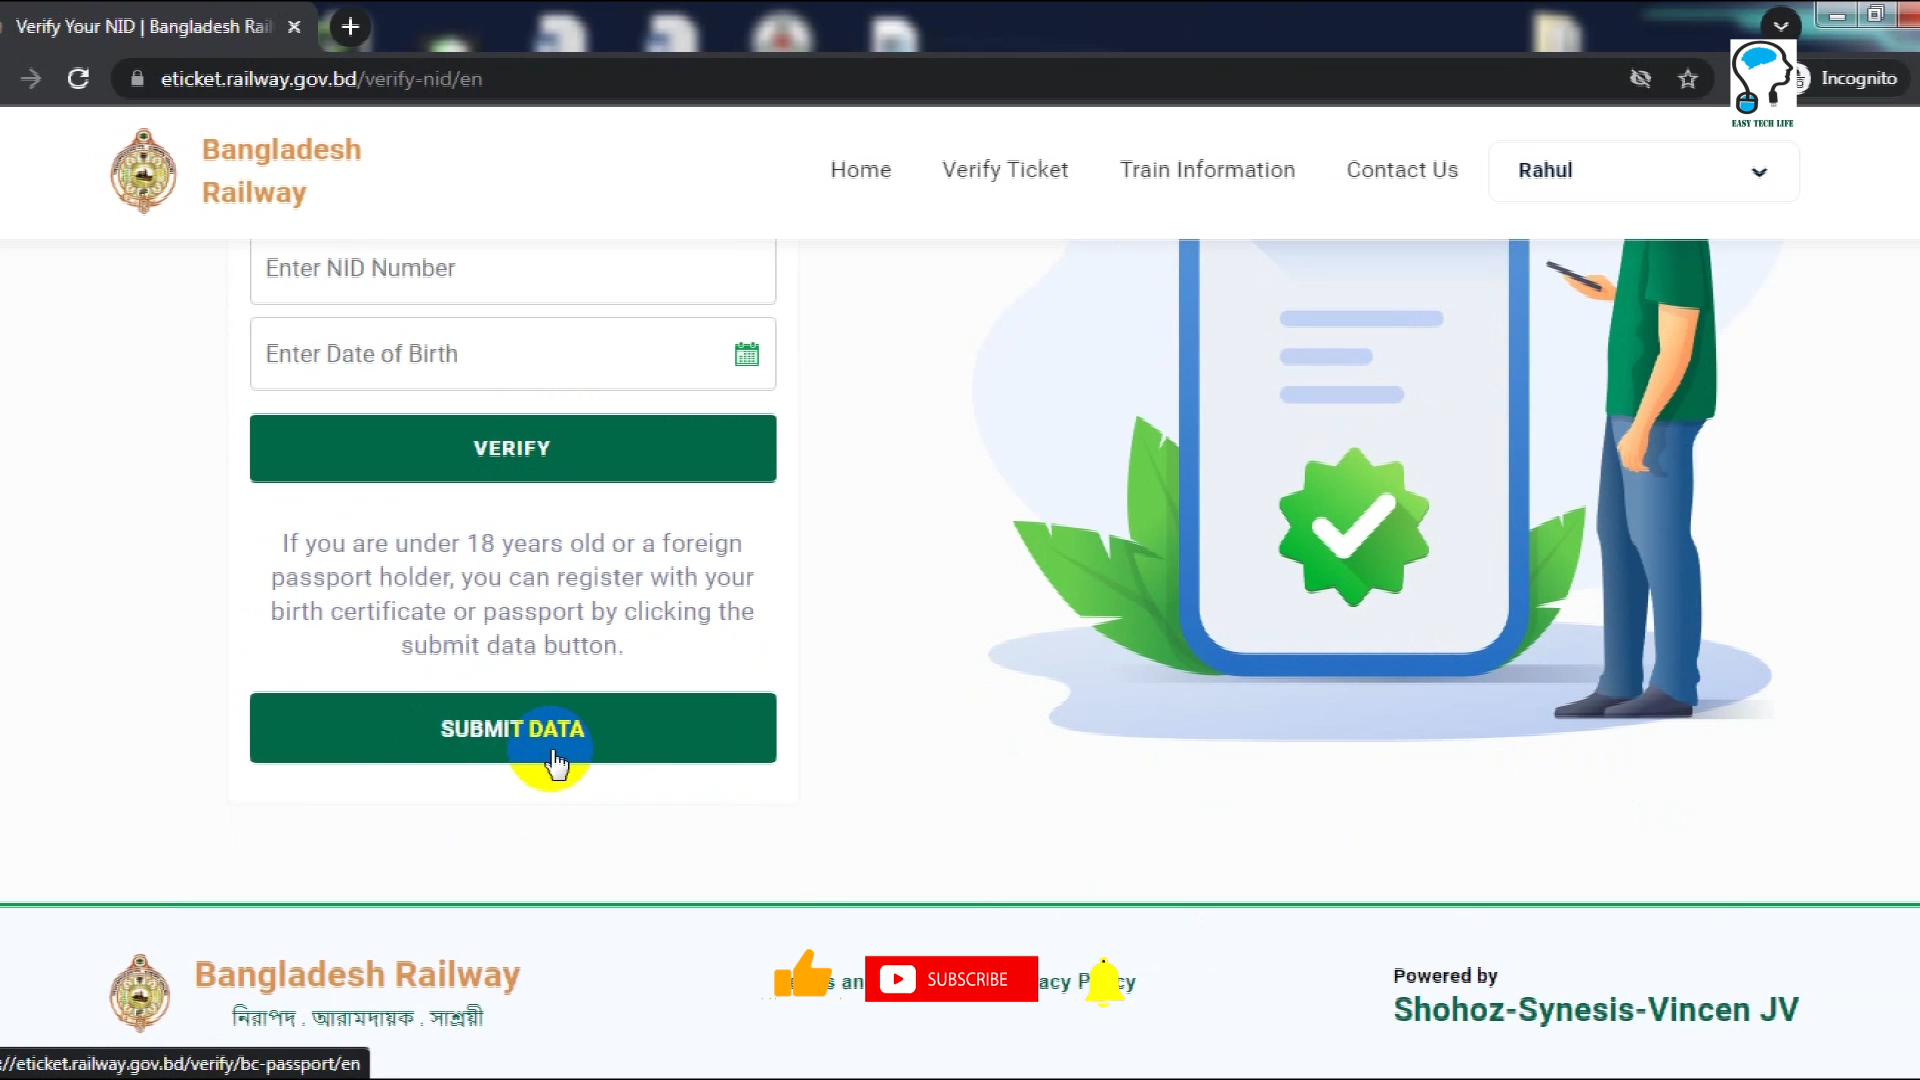 Verify Your NID | Bangladesh Rail
eticket.railway.gov.bd/verify-nid/en
Incognito
EASY TECH LIFE
Bangladesh
Railway
Home
Verify Ticket
Train Information
Contact Us
Rahul
Enter NID Number
Enter Date of Birth
VERIFY
If you are under 18 years old or a foreign
passport holder, you can register with your
birth certificate or passport by clicking the
submit data button.
SUBMIT DATA
Bangladesh Railway
নিরাপদ . আরামদায়ক . সাশ্রয়ী
SUBSCRIBE
Powered by
Shohoz-Synesis-Vincen JV
://eticket.railway.gov.bd/verify/bc-passport/en